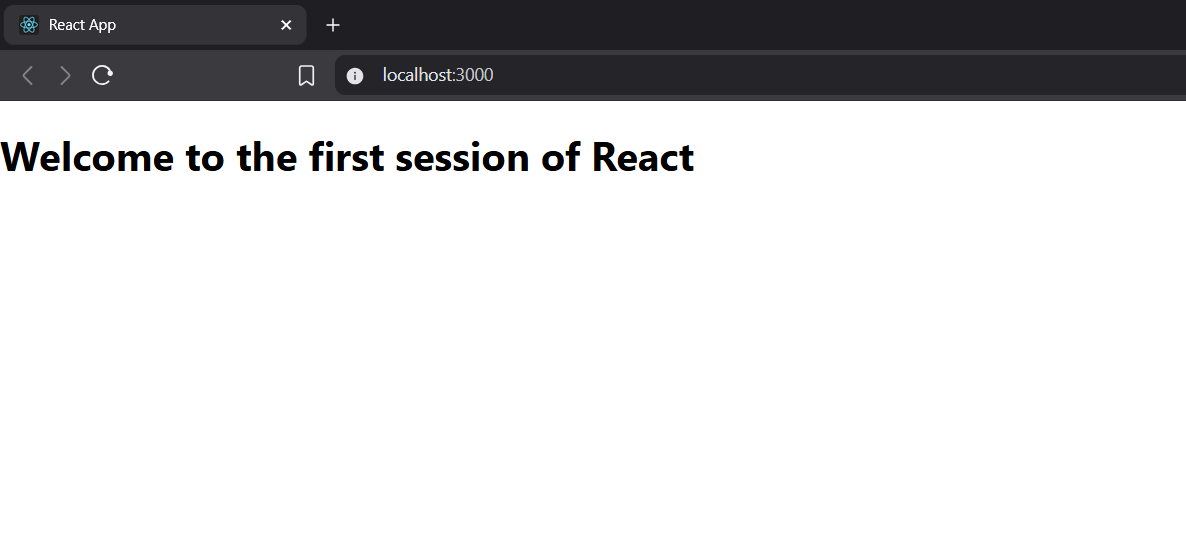 React App
localhost:3000
Welcome to the first session of React